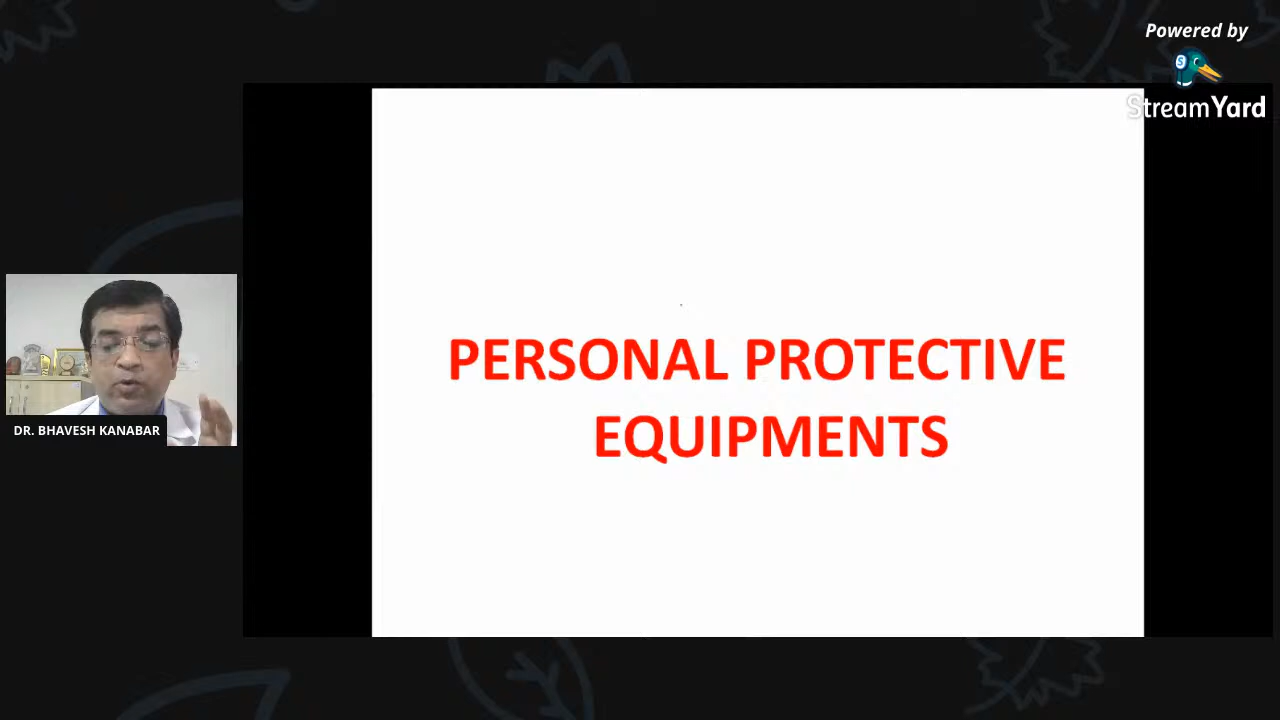 Powered by
StreamYard
PERSONAL PROTECTIVE
EQUIPMENTS
DR. BHAVESH KANABAR